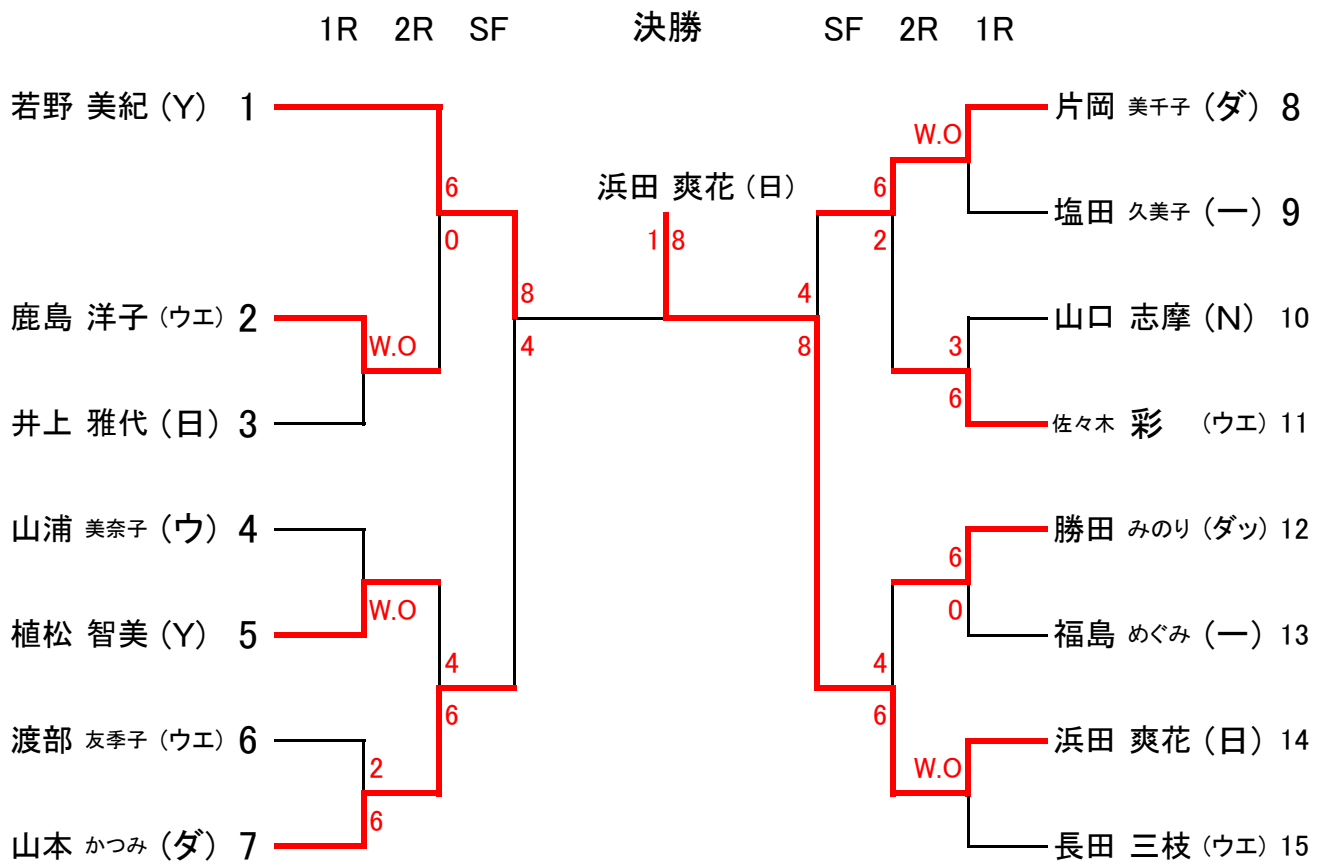 1R 2R SF 決勝 SF 2R 1R
若野 美紀 (Y) 1
片岡 美千子 (ダ) 8
W.O
浜田 爽花 (日)
6
6
塩田 久美子 (一) 9
0
1 8
2
8
4
鹿島 洋子 (ウエ) 2
山口 志摩 (N) 10
W.O
4
8
3
6
井上 雅代 (日) 3
佐々木 彩 (ウエ) 11
山浦 美奈子 (ウ) 4
勝田 みのり (ダッ) 12
6
W.O
0
植松 智美 (Y) 5
福島 めぐみ (一) 13
4
4
6
6
渡部 友季子 (ウエ) 6
浜田 爽花 (日) 14
2
W.O
6
山本 かつみ (ダ) 7
長田 三枝 (ウエ) 15